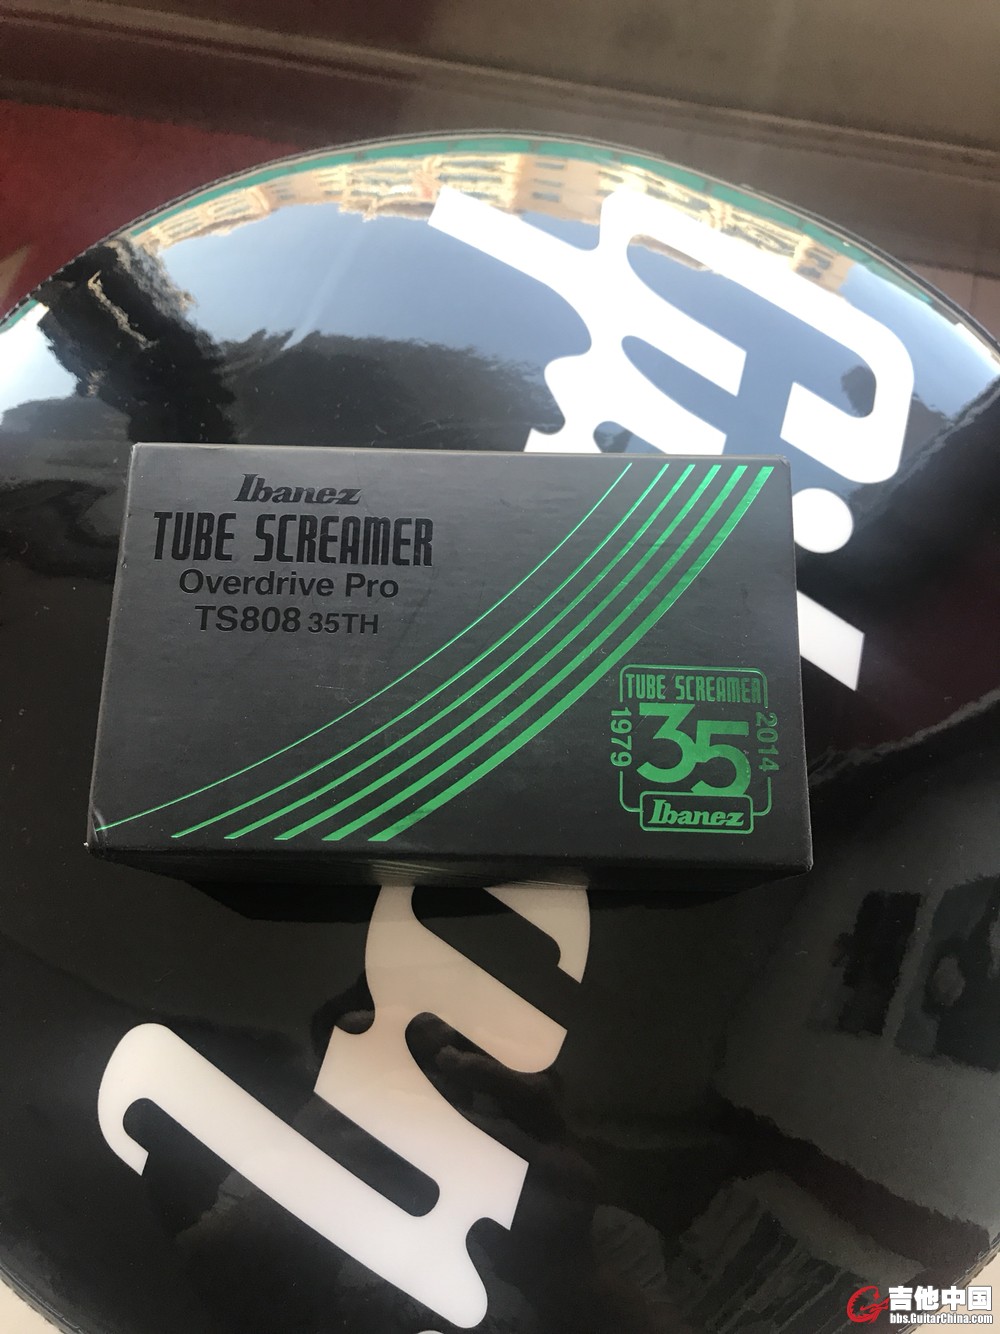 Ibanez
TUBE SCREAMER
Overdrive Pro
TS808 35TH
TUBE SCREAMER
1979
35
2014
Ibanez
吉他中国
bbs.GuitarChina.com